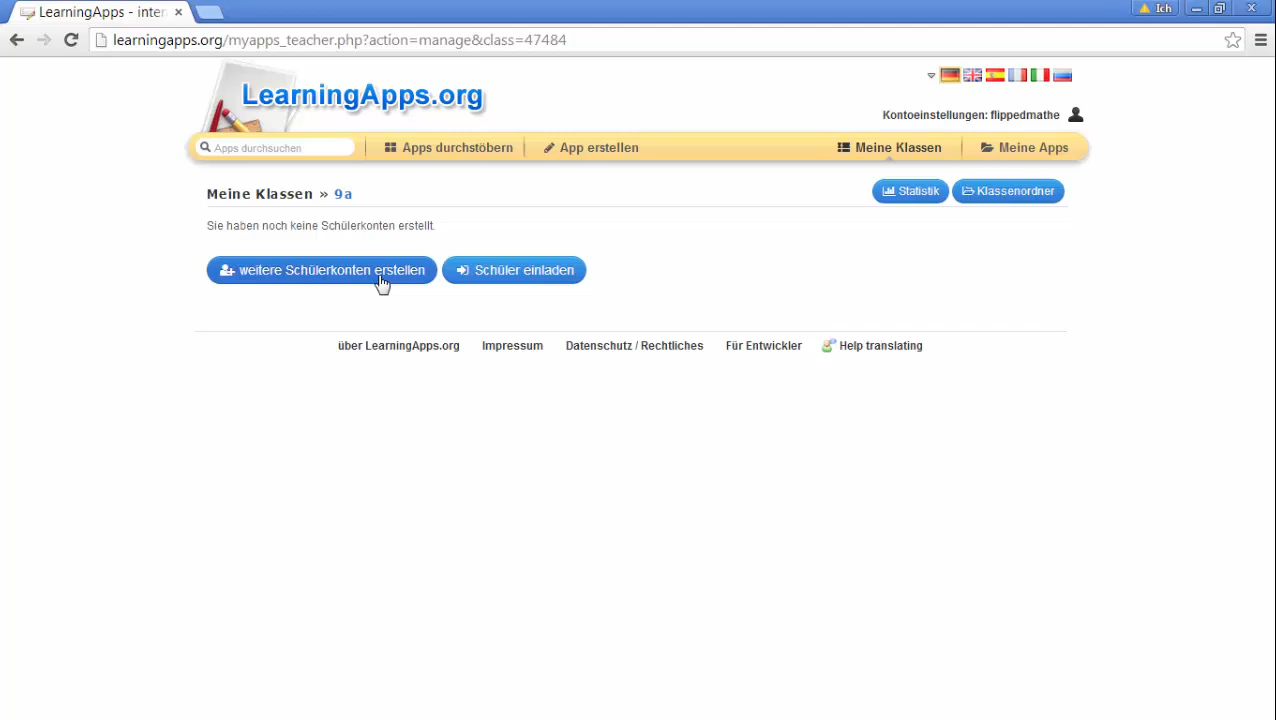 LearningApps - inter
Ich
learningapps.org/myapps_teacher.php?action=manage&class=47484
LearningApps.org
Kontoeinstellungen: flippedmathe
Apps durchsuchen
Apps durchstöbern
App erstellen
Meine Klassen
Meine Apps
Meine Klassen » 9a
Statistik
Klassenordner
Sie haben noch keine Schülerkonten erstellt.
weitere Schülerkonten erstellen
Schüler einladen
über LearningApps.org
Impressum
Datenschutz / Rechtliches
Für Entwickler
Help translating